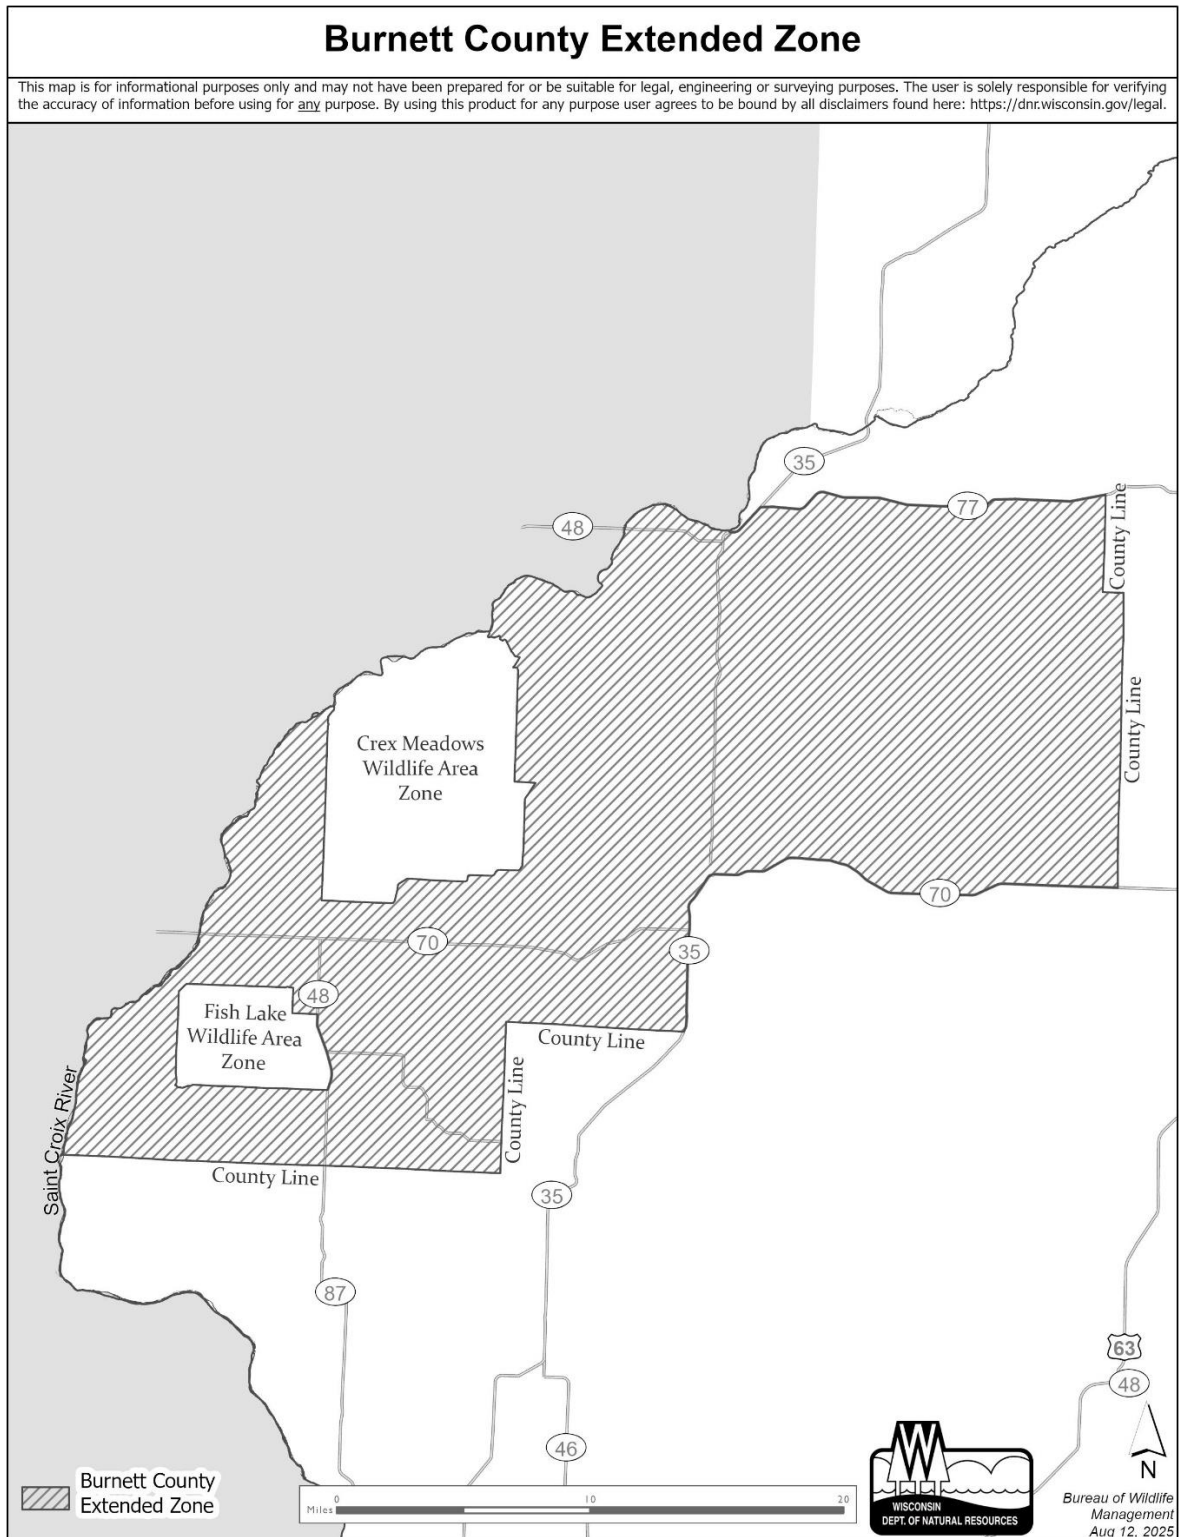 Burnett County Extended Zone
This map is for informational purposes only and may not have been prepared for or be suitable for legal, engineering or surveying purposes. The user is solely responsible for verifying
the accuracy of information before using for any purpose. By using this product for any purpose user agrees to be bound by all disclaimers found here: https://dnr.wisconsin.gov/legal.
35
77
County Line
48
County Line
Crex Meadows
Wildlife Area
Zone
70
70
35
48
Fish Lake
Wildlife Area
Zone
County Line
County Line
Saint Croix River
County Line
35
87
63
48
46
N
Burnett County
Extended Zone
Miles
0
10
20
W
WISCONSIN
DEPT. OF NATURAL RESOURCES
Bureau of Wildlife
Management
Aug 12, 2025